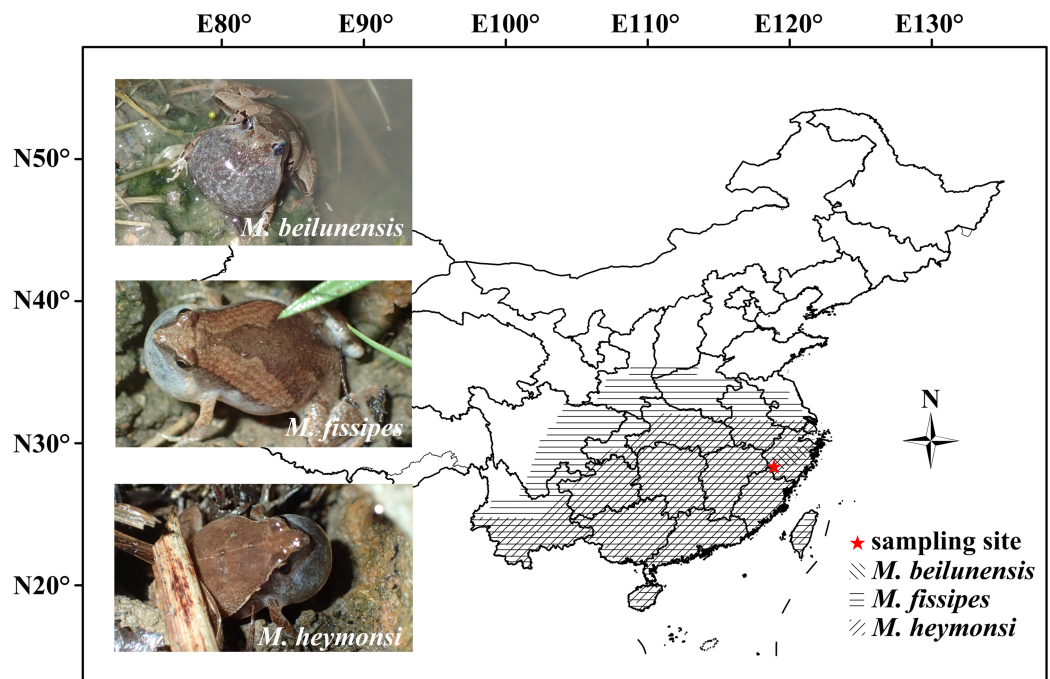 E80° E90° E100° E110° E120° E130°
N50°
N40°
N30°
N20°
M. beilunensis
M. fissipes
M. heymonsi
N
sampling site
M. beilunensis
M. fissipes
M. heymonsi